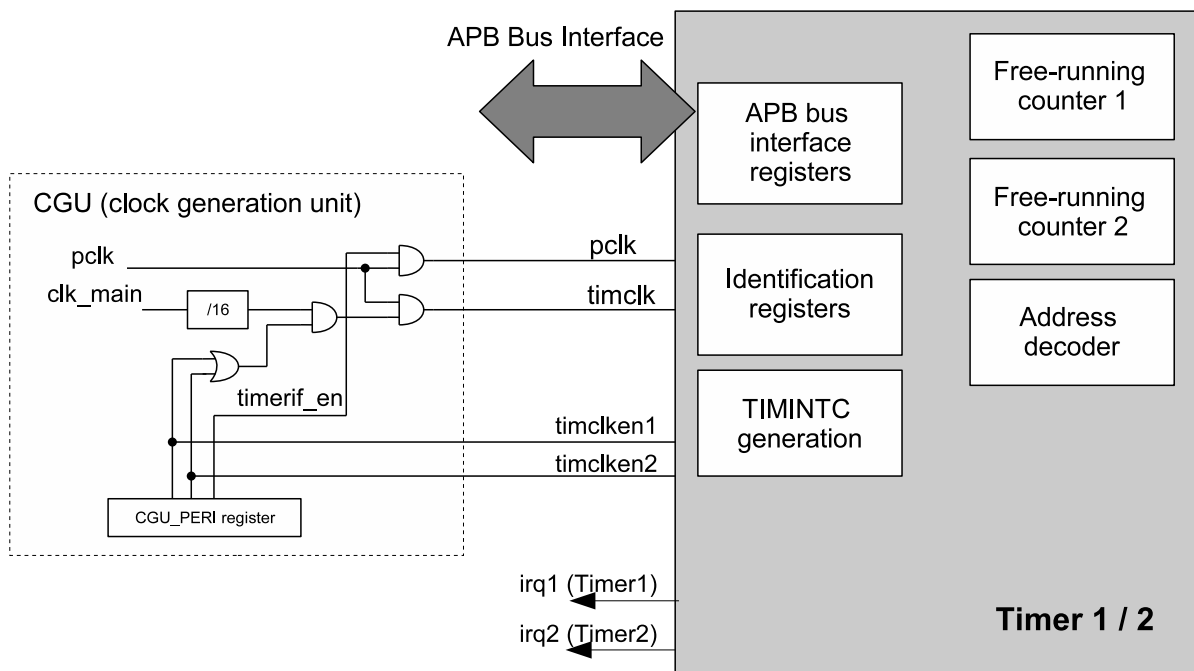 APB Bus Interface
Free-running
counter 1
APB bus
interface
registers
Free-running
counter 2
CGU (clock generation unit)
pclk
pclk
clk_main
/16
timclk
Identification
registers
Address
decoder
timerif_en
timclken1
TIMINTC
generation
timclken2
CGU_PERI register
irq1 (Timer1)
irq2 (Timer2)
Timer 1 / 2